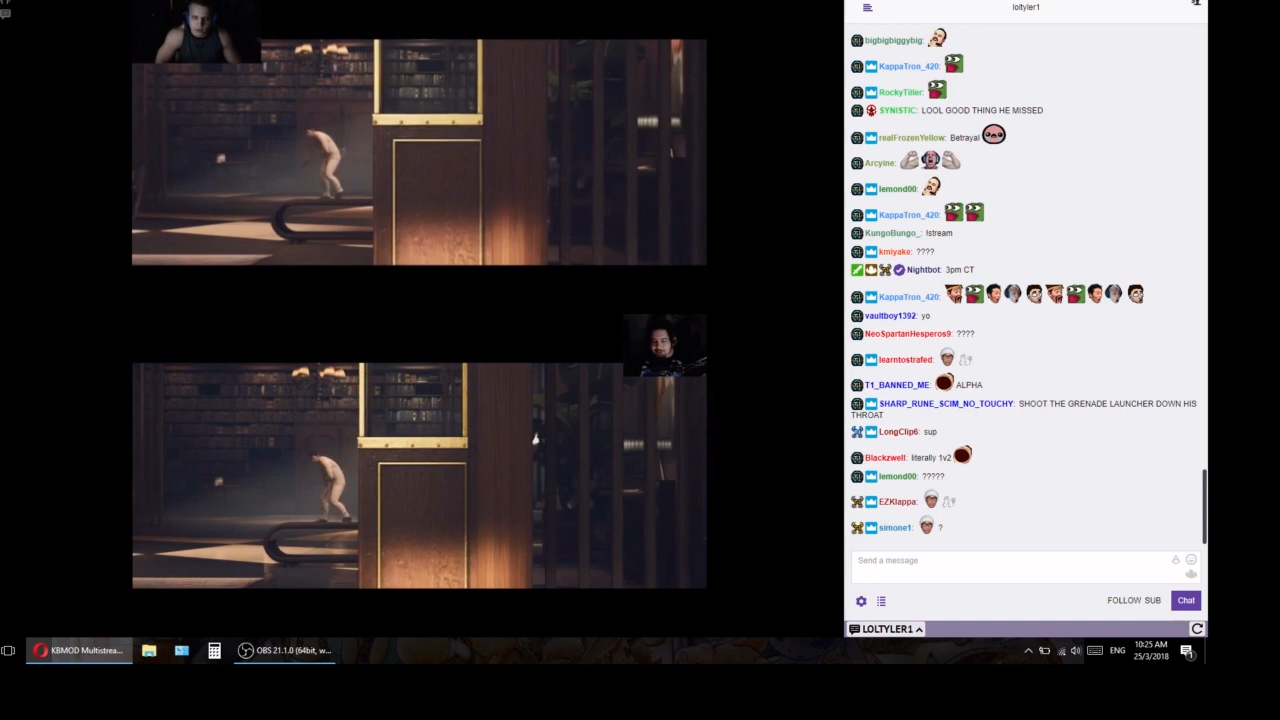 loltyler1
bigbigbiggybig:
KappaTron_420:
RockyTiller:
SYNISTIC: LOOL GOOD THING HE MISSED
realFrozenYellow: Betrayal
Arcyine:
lemond00:
KappaTron_420:
KungoBungo_: !stream
kmiyake: ????
Nightbot: 3pm CT
KappaTron_420:
vaultboy1392: yo
NeoSpartanHesperos9: ????
learntostrafed:
T1_BANNED_ME: ALPHA
SHARP_RUNE_SCIM_NO_TOUCHY: SHOOT THE GRENADE LAUNCHER DOWN HIS
THROAT
LongClip6: sup
Blackzwell: literally 1v2
lemond00: ?????
EZKlappa:
simone1: ?
Send a message
FOLLOW SUB Chat
LOLTYLER1
KBMOD Multistrea... OBS 21.1.0 (64bit, w... ENG 10:25 AM
25/3/2018 1